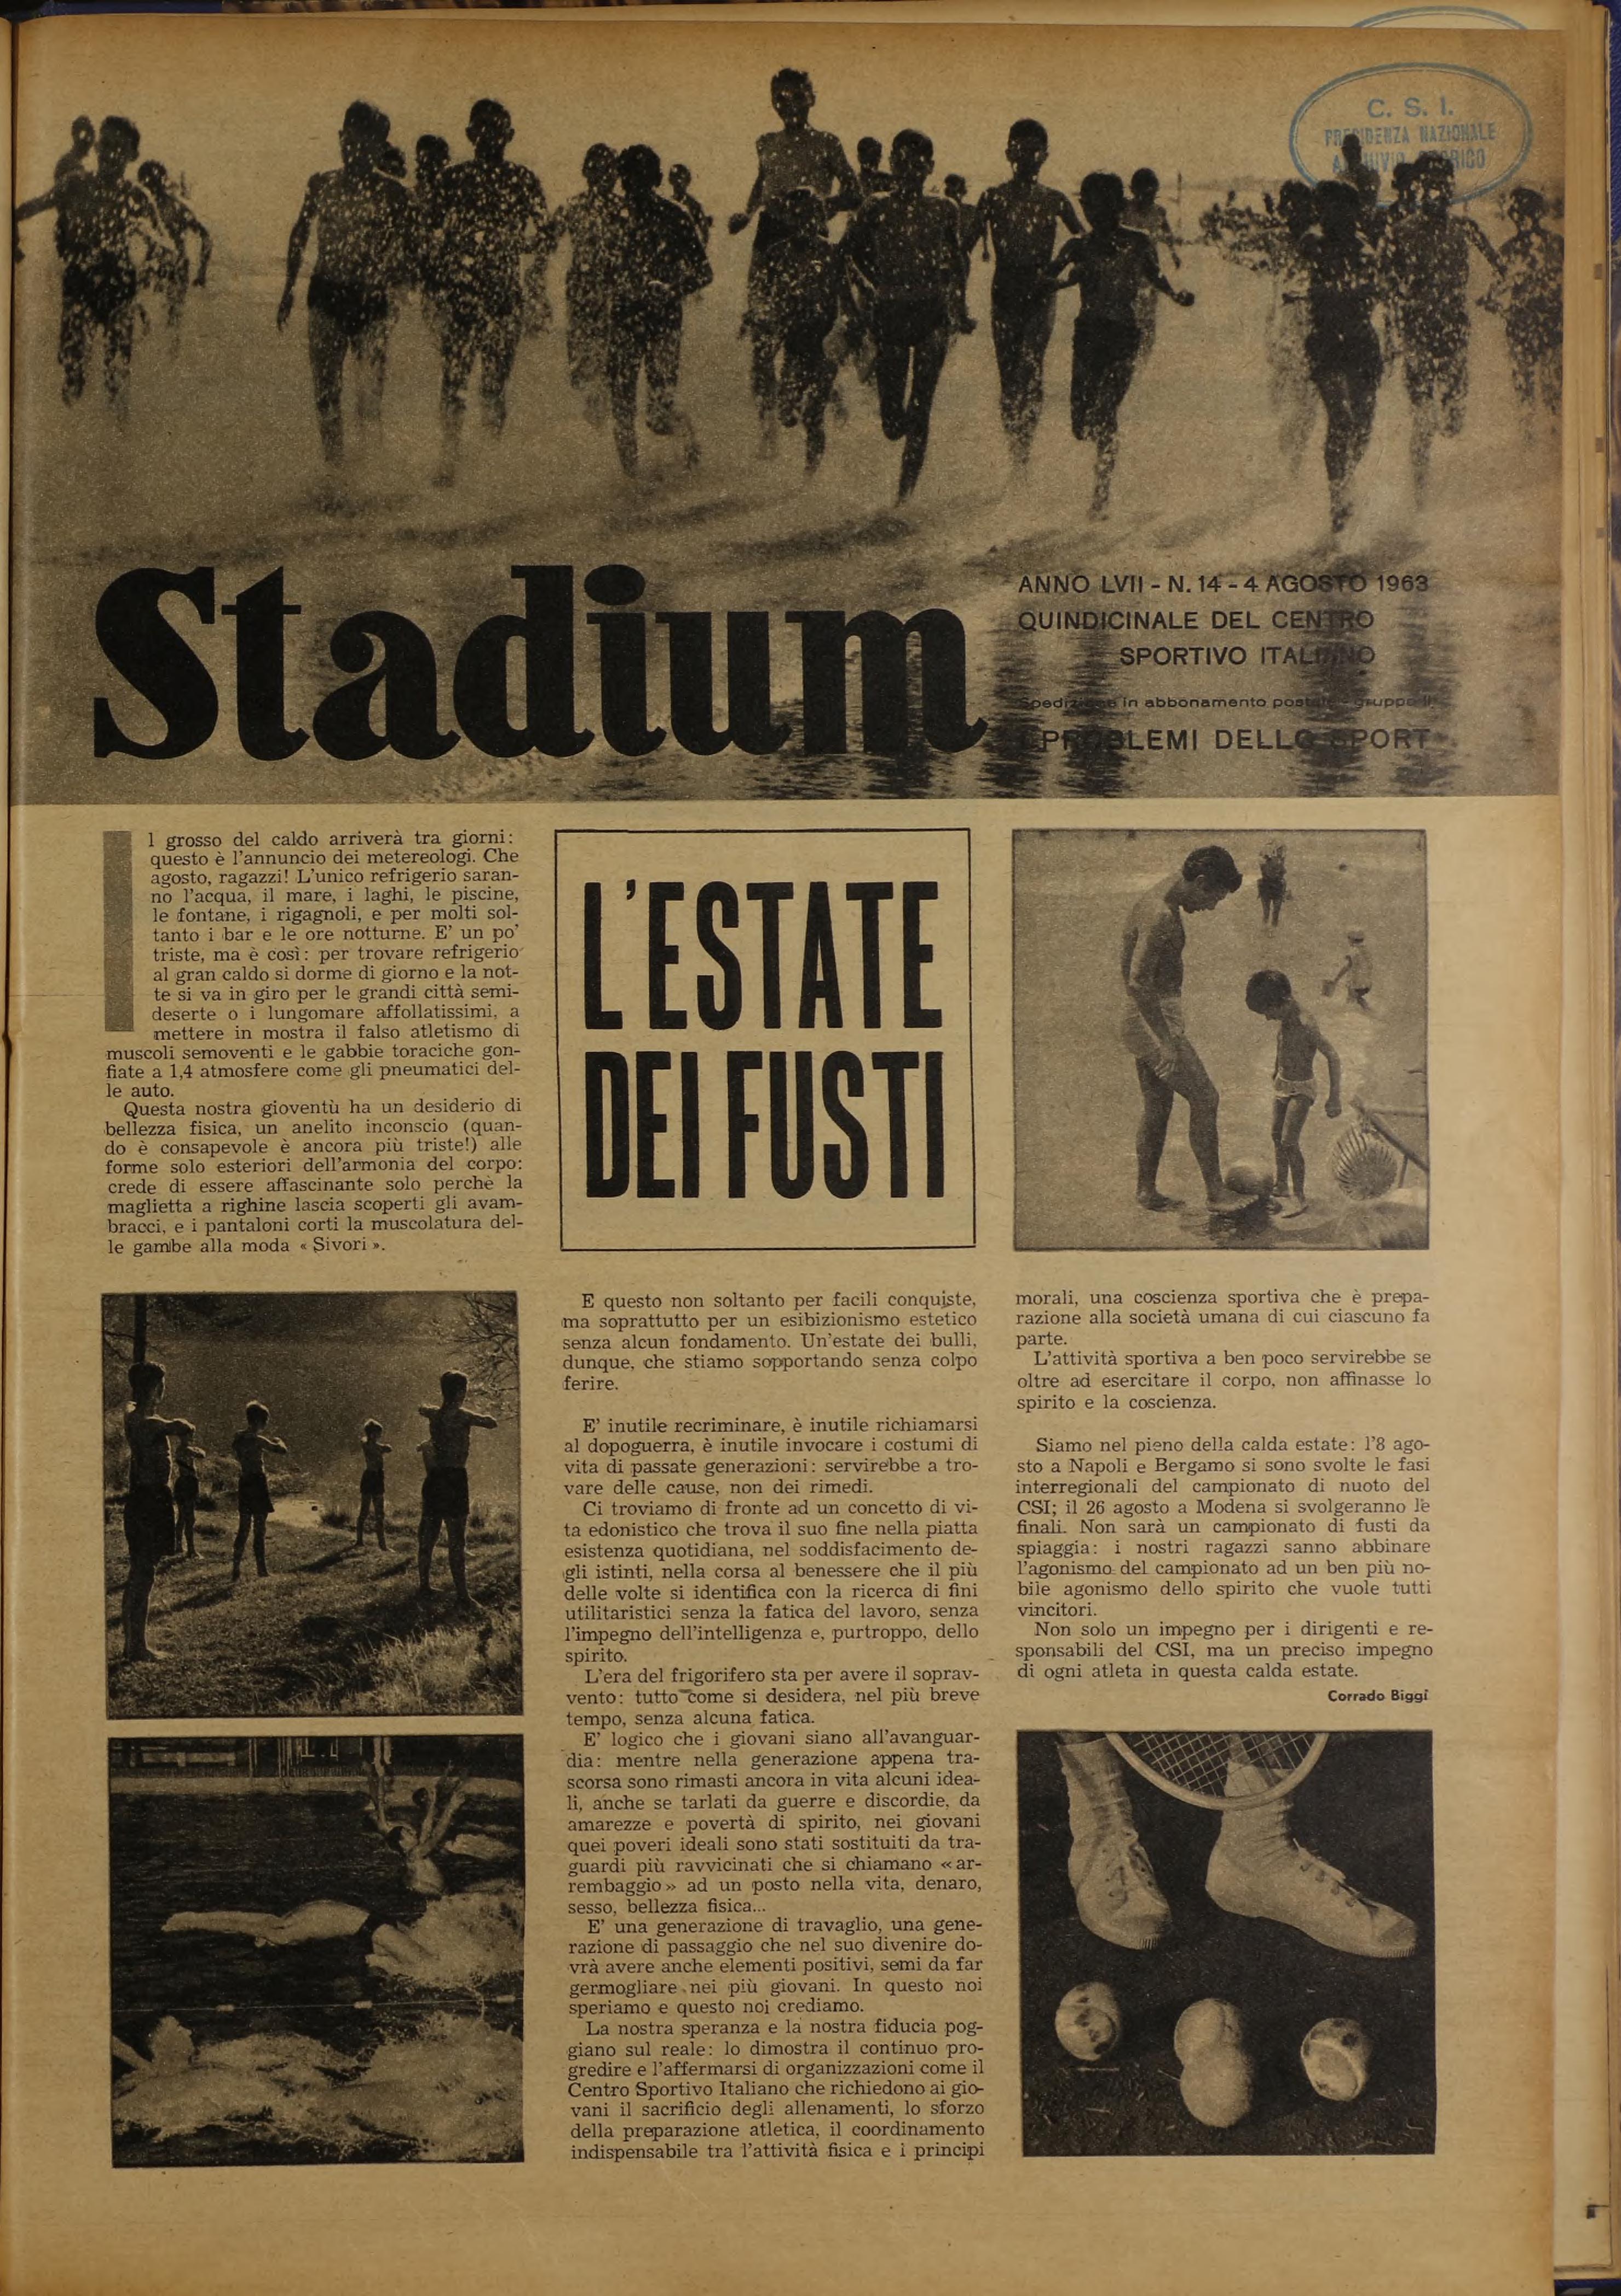 C. S. I.
PRESIDENZA NAZIONALE
ARCHIVIO STORICO
Stadium
ANNO LVII - N. 14 - 4 AGOSTO 1963
QUINDICINALE DEL CENTRO
SPORTIVO ITALIANO
Spedizione in abbonamento postale - gruppo II
I PROBLEMI DELLO SPORT
Il grosso del caldo arriverà tra giorni:
questo è l'annuncio dei metereologi. Che
agosto, ragazzi! L'unico refrigerio saran-
no l'acqua, il mare, i laghi, le piscine,
le fontane, i rigagnoli, e per molti sol-
tanto i bar e le ore notturne. E' un po'
triste, ma è così: per trovare refrigerio
al gran caldo si dorme di giorno e la not-
te si va in giro per le grandi città semi-
deserte o i lungomare affollatissimi, a
mettere in mostra il falso atletismo di
muscoli semoventi e le gabbie toraciche gon-
fiate a 1,4 atmosfere come gli pneumatici del-
le auto.
Questa nostra gioventù ha un desiderio di
bellezza fisica, un anelito inconscio (quan-
do è consapevole è ancora più triste!) alle
forme solo esteriori dell'armonia del corpo:
crede di essere affascinante solo perchè la
maglietta a righine lascia scoperti gli avam-
bracci, e i pantaloni corti la muscolatura del-
le gambe alla moda « Sivori ».
L'ESTATE
DEI FUSTI
E questo non soltanto per facili conquiste,
ma soprattutto per un esibizionismo estetico
senza alcun fondamento. Un'estate dei bulli,
dunque, che stiamo sopportando senza colpo
ferire.
E' inutile recriminare, è inutile richiamarsi
al dopoguerra, è inutile invocare i costumi di
vita di passate generazioni: servirebbe a tro-
vare delle cause, non dei rimedi.
Ci troviamo di fronte ad un concetto di vi-
ta edonistico che trova il suo fine nella piatta
esistenza quotidiana, nel soddisfacimento de-
gli istinti, nella corsa al benessere che il più
delle volte si identifica con la ricerca di fini
utilitaristici senza la fatica del lavoro, senza
l'impegno dell'intelligenza e, purtroppo, dello
spirito.
L'era del frigorifero sta per avere il soprav-
vento: tutto come si desidera, nel più breve
tempo, senza alcuna fatica.
E' logico che i giovani siano all'avanguar-
dia: mentre nella generazione appena tra-
scorsa sono rimasti ancora in vita alcuni idea-
li, anche se tarlati da guerre e discordie, da
amarezze e povertà di spirito, nei giovani
quei poveri ideali sono stati sostituiti da tra-
guardi più ravvicinati che si chiamano « ar-
rembaggio » ad un posto nella vita, denaro,
sesso, bellezza fisica...
E' una generazione di travaglio, una gene-
razione di passaggio che nel suo divenire do-
vrà avere anche elementi positivi, semi da far
germogliare nei più giovani. In questo noi
speriamo e questo noi crediamo.
La nostra speranza e la nostra fiducia pog-
giano sul reale: lo dimostra il continuo pro-
gredire e l'affermarsi di organizzazioni come il
Centro Sportivo Italiano che richiedono ai gio-
vani il sacrificio degli allenamenti, lo sforzo
della preparazione atletica, il coordinamento
indispensabile tra l'attività fisica e i principi
morali, una coscienza sportiva che è prepa-
razione alla società umana di cui ciascuno fa
parte.
L'attività sportiva a ben poco servirebbe se
oltre ad esercitare il corpo, non affinasse lo
spirito e la coscienza.
Siamo nel pieno della calda estate: l'8 ago-
sto a Napoli e Bergamo si sono svolte le fasi
interregionali del campionato di nuoto del
CSI; il 26 agosto a Modena si svolgeranno le
finali. Non sarà un campionato di fusti da
spiaggia: i nostri ragazzi sanno abbinare
l'agonismo del campionato ad un ben più no-
bile agonismo dello spirito che vuole tutti
vincitori.
Non solo un impegno per i dirigenti e re-
sponsabili del CSI, ma un preciso impegno
di ogni atleta in questa calda estate.
Corrado Biggi